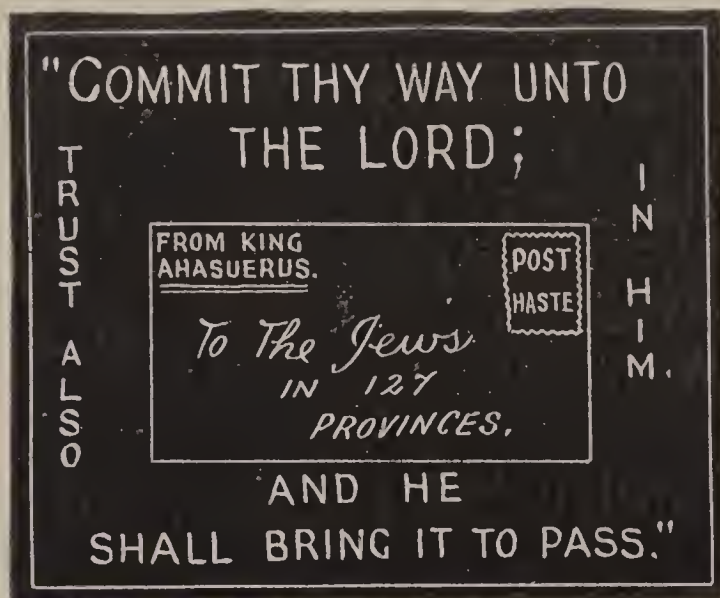 "COMMIT THY WAY UNTO
THE LORD;
TRUST ALSO
IN HIM.
FROM KING
AHASUERUS.
POST
HASTE
To The Jews
IN 127
PROVINCES.
AND HE
SHALL BRING IT TO PASS."